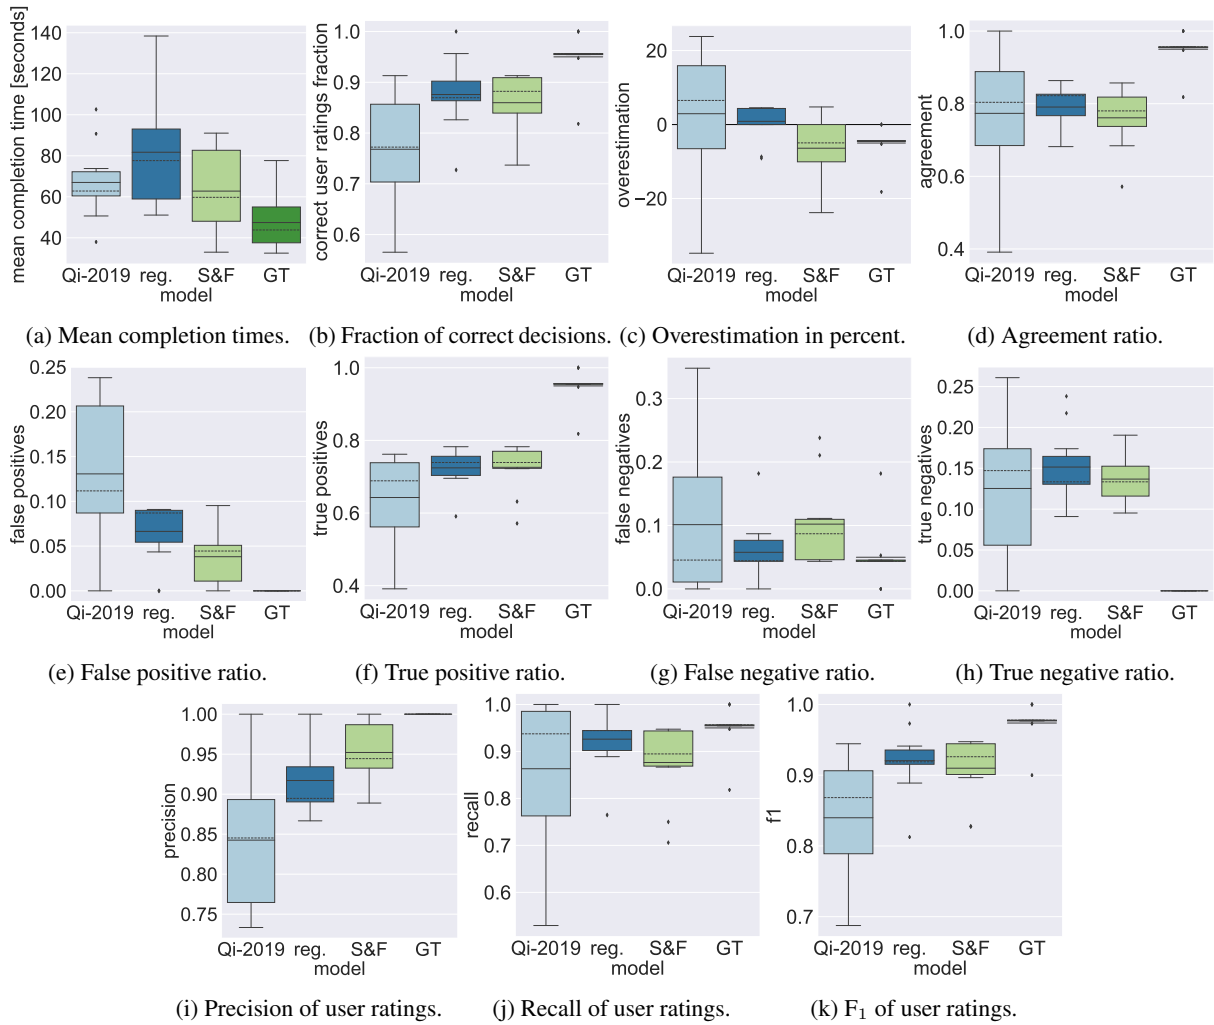 mean completion time [seconds]
140
120
100
80
60
40
Qi-2019 reg. S&F GT
model
(a) Mean completion times.
correct user ratings fraction
1.0
0.9
0.8
0.7
0.6
Qi-2019 reg. S&F GT
model
(b) Fraction of correct decisions.
overestimation
20
0
−20
Qi-2019 reg. S&F GT
model
(c) Overestimation in percent.
agreement
1.0
0.8
0.6
0.4
Qi-2019 reg. S&F GT
model
(d) Agreement ratio.
false positives
0.25
0.20
0.15
0.10
0.05
0.00
Qi-2019 reg. S&F GT
model
(e) False positive ratio.
true positives
1.0
0.8
0.6
0.4
Qi-2019 reg. S&F GT
model
(f) True positive ratio.
false negatives
0.3
0.2
0.1
0.0
Qi-2019 reg. S&F GT
model
(g) False negative ratio.
true negatives
0.25
0.20
0.15
0.10
0.05
0.00
Qi-2019 reg. S&F GT
model
(h) True negative ratio.
precision
1.00
0.95
0.90
0.85
0.80
0.75
Qi-2019 reg. S&F GT
model
(i) Precision of user ratings.
recall
1.0
0.9
0.8
0.7
0.6
Qi-2019 reg. S&F GT
model
(j) Recall of user ratings.
f1
1.0
0.9
0.8
0.7
Qi-2019 reg. S&F GT
model
(k) F₁ of user ratings.